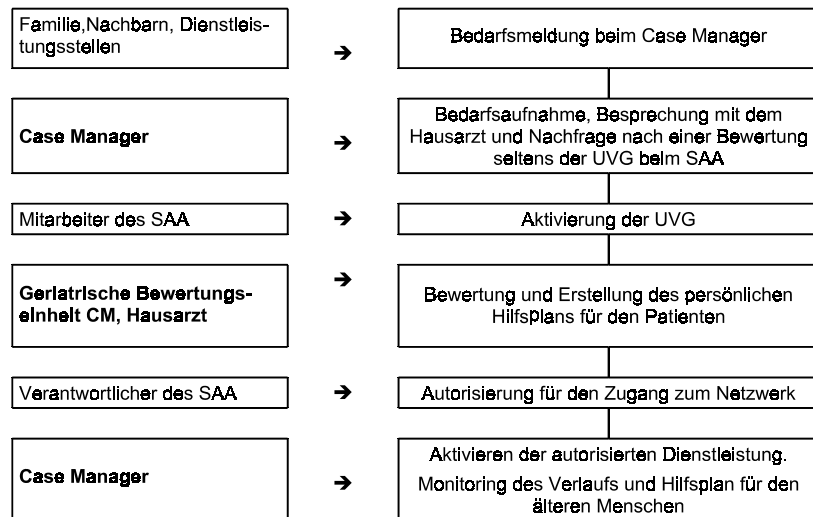 Familie,Nachbarn, Dienstleis-
tungsstellen
➔
Bedarfsmeldung beim Case Manager
Case Manager
➔
Bedarfsaufnahme, Besprechung mit dem
Hausarzt und Nachfrage nach einer Bewertung
seitens der UVG beim SAA
Mitarbeiter des SAA
➔
Aktivierung der UVG
Geriatrische Bewertungs-
einheit CM, Hausarzt
➔
Bewertung und Erstellung des persönlichen
Hilfsplans für den Patienten
Verantwortlicher des SAA
➔
Autorisierung für den Zugang zum Netzwerk
Case Manager
➔
Aktivieren der autorisierten Dienstleistung.
Monitoring des Verlaufs und Hilfsplan für den
älteren Menschen